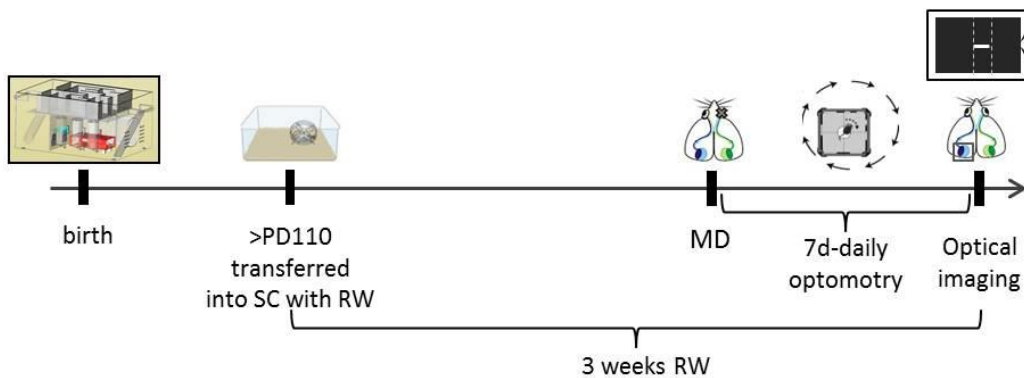 birth
>PD110
transferred
into SC with RW
MD
7d-daily
optomotry
Optical
imaging
3 weeks RW